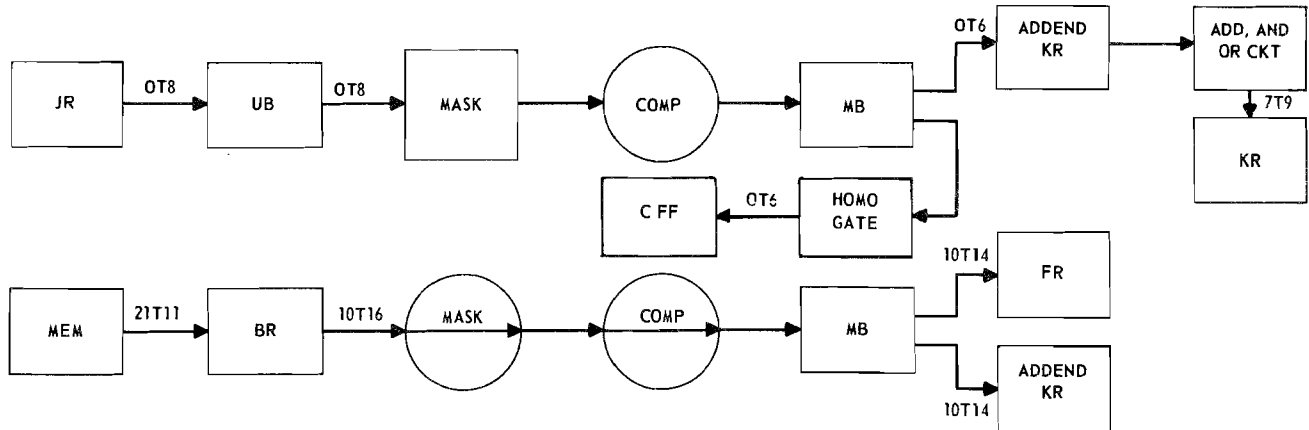 JR
0T8
UB
0T8
MASK
COMP
MB
0T6
ADDEND
KR
ADD, AND
OR CKT
7T9
KR
C FF
0T6
HOMO
GATE
MEM
21T11
BR
10T16
MASK
COMP
MB
10T14
FR
10T14
ADDEND
KR